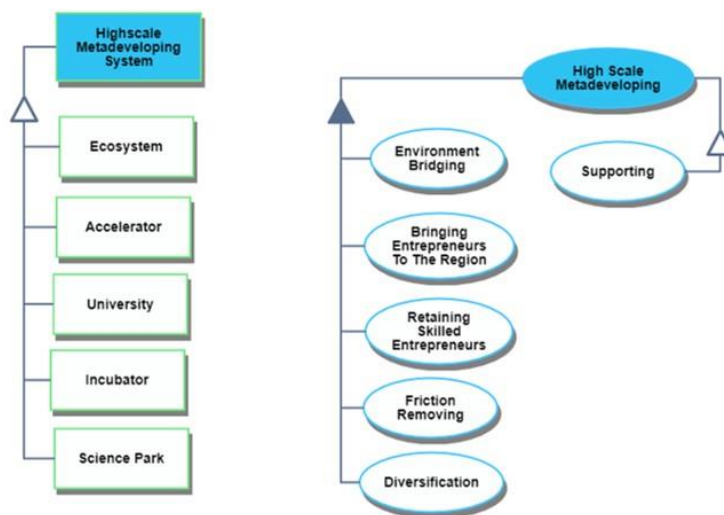 Highscale
Metadeveloping
System
Ecosystem
Accelerator
University
Incubator
Science Park
High Scale
Metadeveloping
Environment
Bridging
Supporting
Bringing
Entrepreneurs
To The Region
Retaining
Skilled
Entrepreneurs
Friction
Removing
Diversification